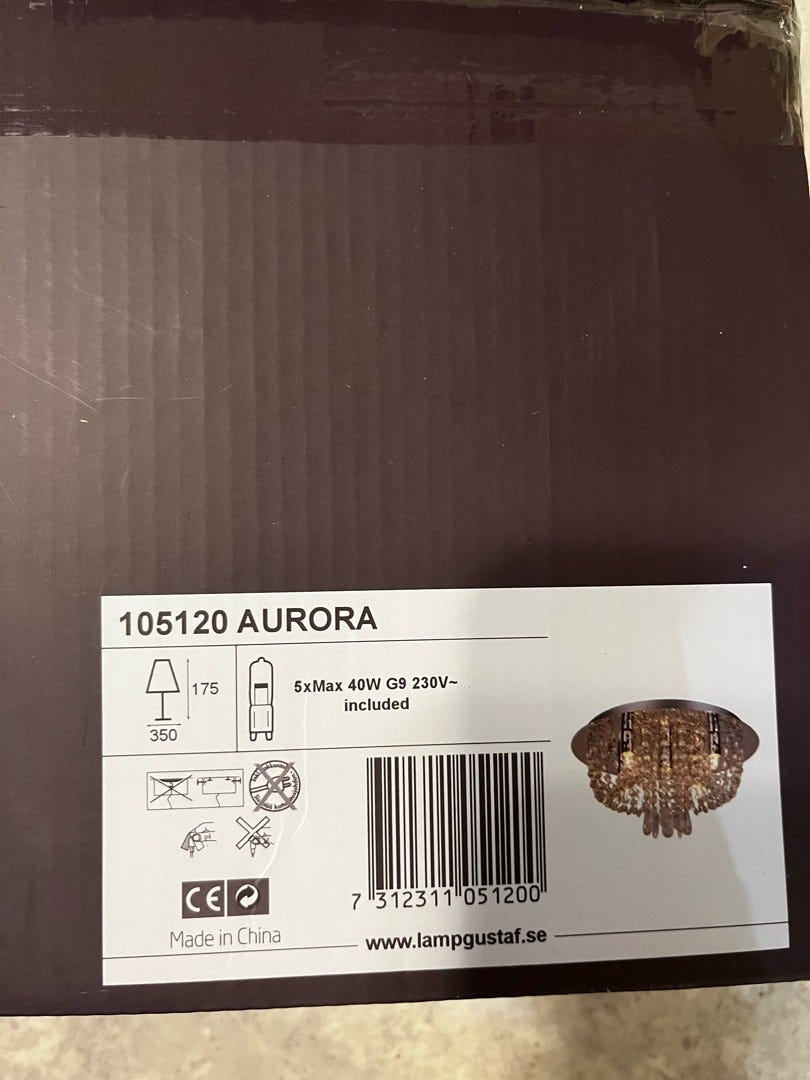 105120 AURORA
175
350
5xMax 40W G9 230V~
included
CE
7 312311 051200
Made in China
www.lampgustaf.se